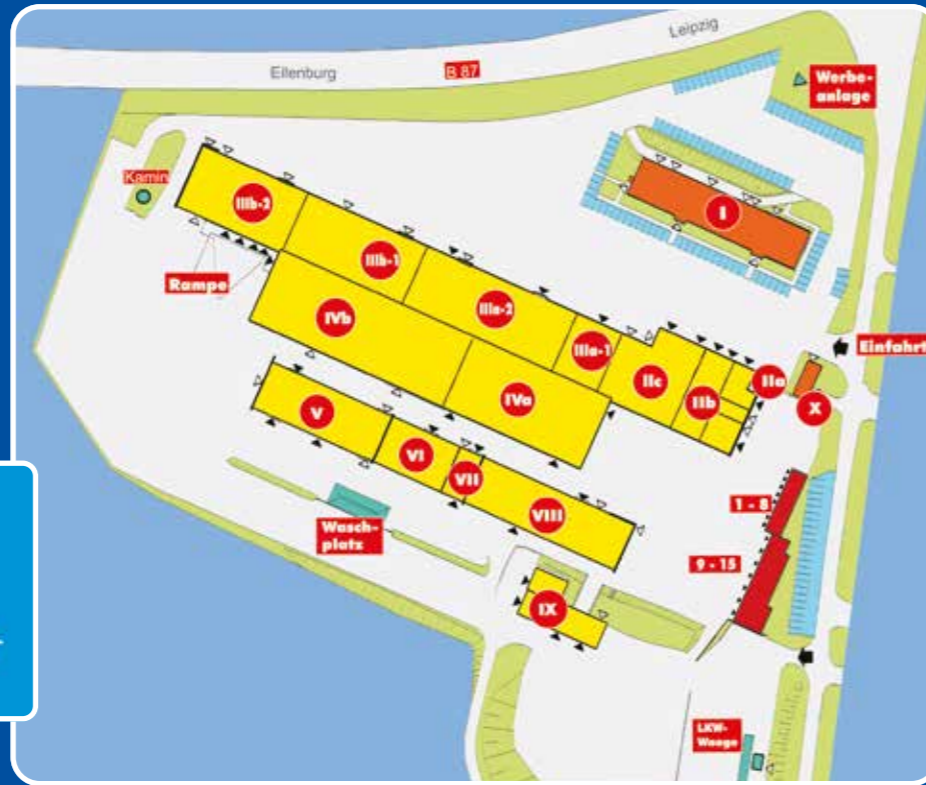 Leipzig
Eilenburg
B 87
Werbe-
anlage
Kamin
IIIb-2
I
IIIb-1
Rampe
IIIa-2
IVb
IIIa-1
Einfahrt
IIc
IIa
IIb
X
IVa
V
VI
VII
VIII
1 - 8
Wasch-
platz
9 - 15
IX
LKW-
Waage